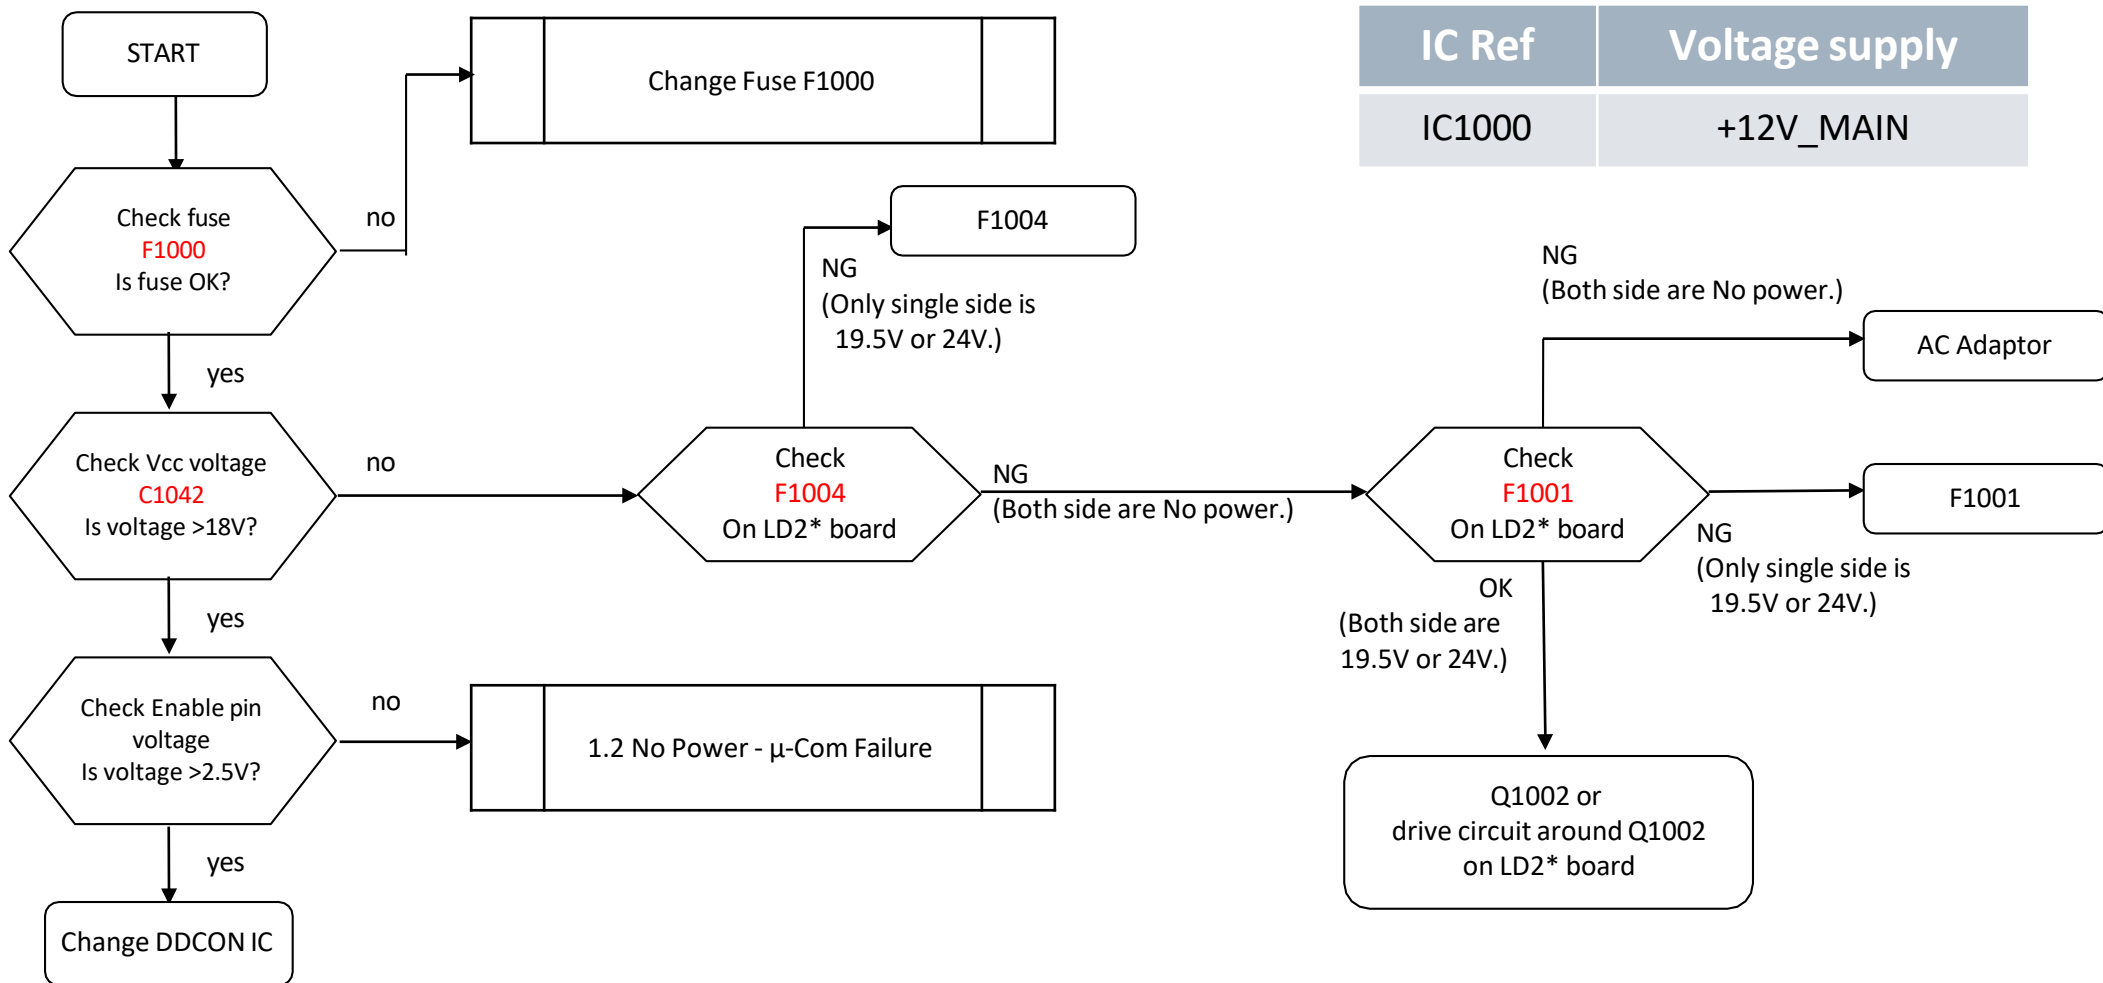 START
Change Fuse F1000
IC Ref
Voltage supply
IC1000
+12V_MAIN
Check fuse
F1000
Is fuse OK?
no
F1004
NG
(Only single side is
19.5V or 24V.)
NG
(Both side are No power.)
AC Adaptor
yes
Check Vcc voltage
C1042
Is voltage >18V?
no
Check
F1004
On LD2* board
NG
(Both side are No power.)
Check
F1001
On LD2* board
F1001
NG
(Only single side is
19.5V or 24V.)
OK
(Both side are
19.5V or 24V.)
yes
Check Enable pin
voltage
Is voltage >2.5V?
no
1.2 No Power - μ-Com Failure
Q1002 or
drive circuit around Q1002
on LD2* board
yes
Change DDCON IC